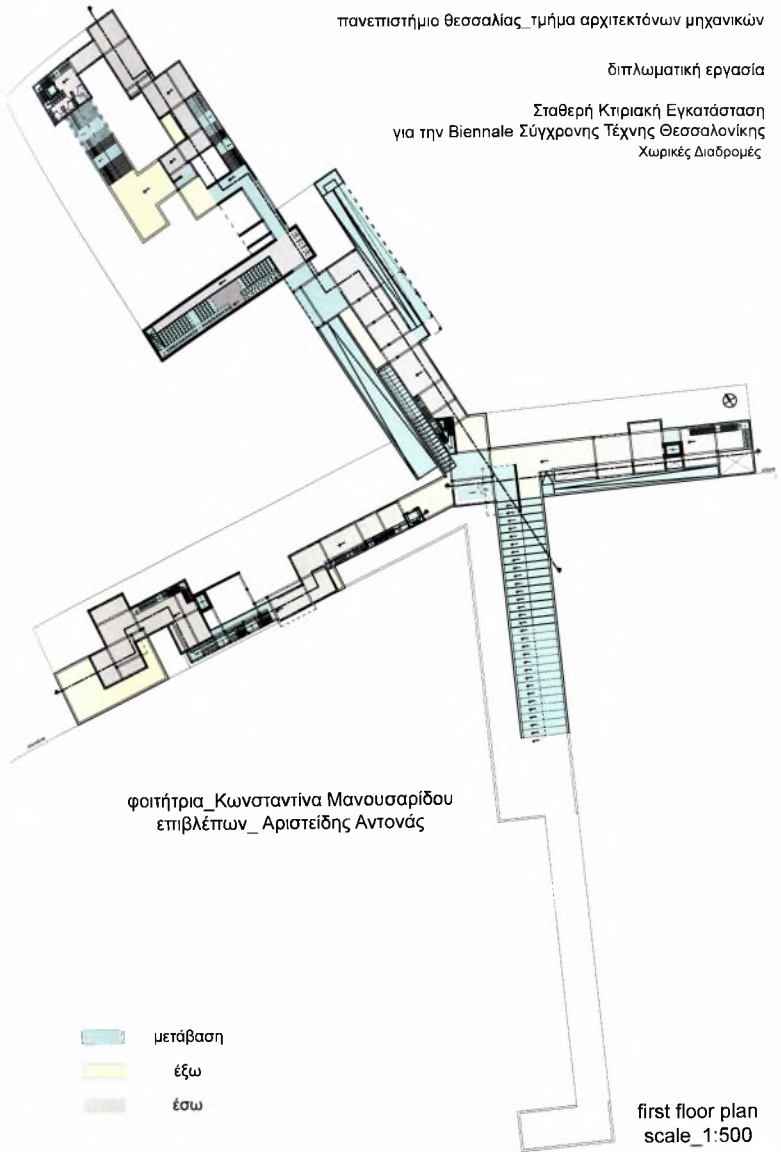 πανεπιστήμιο θεσσαλίας_τμήμα αρχιτεκτόνων μηχανικών
διπλωματική εργασία
Σταθερή Κτιριακή Εγκατάσταση
για την Biennale Σύγχρονης Τέχνης Θεσσαλονίκης
Χωρικές Διαδρομές
φοιτήτρια_Κωνσταντίνα Μανουσαρίδου
επιβλέπων_ Αριστείδης Αντονάς
μετάβαση
έξω
έσω
first floor plan
scale_1:500